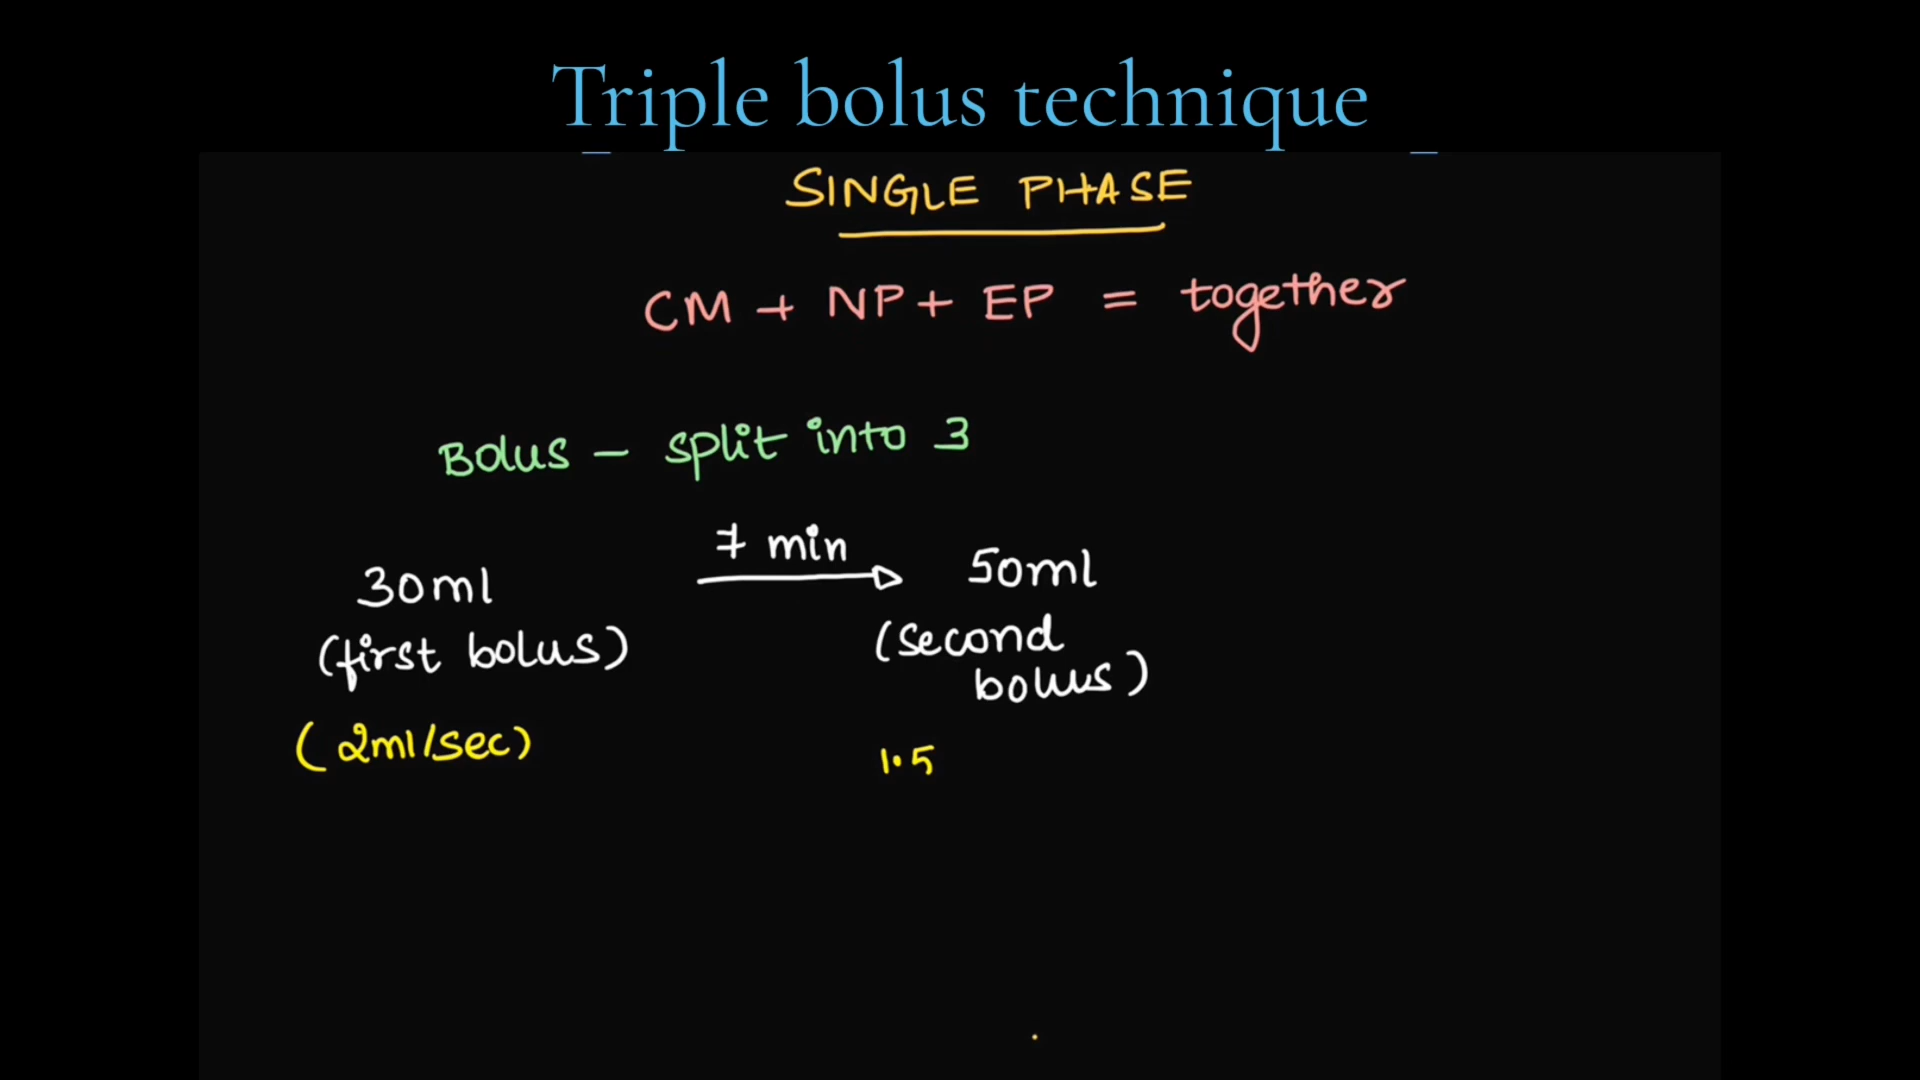 Triple bolus technique
SINGLE PHASE
CM + NP + EP = together
Bolus - split into 3
7 min
30ml
50ml
(first bolus)
(second
bolus)
(2ml/sec)
1.5